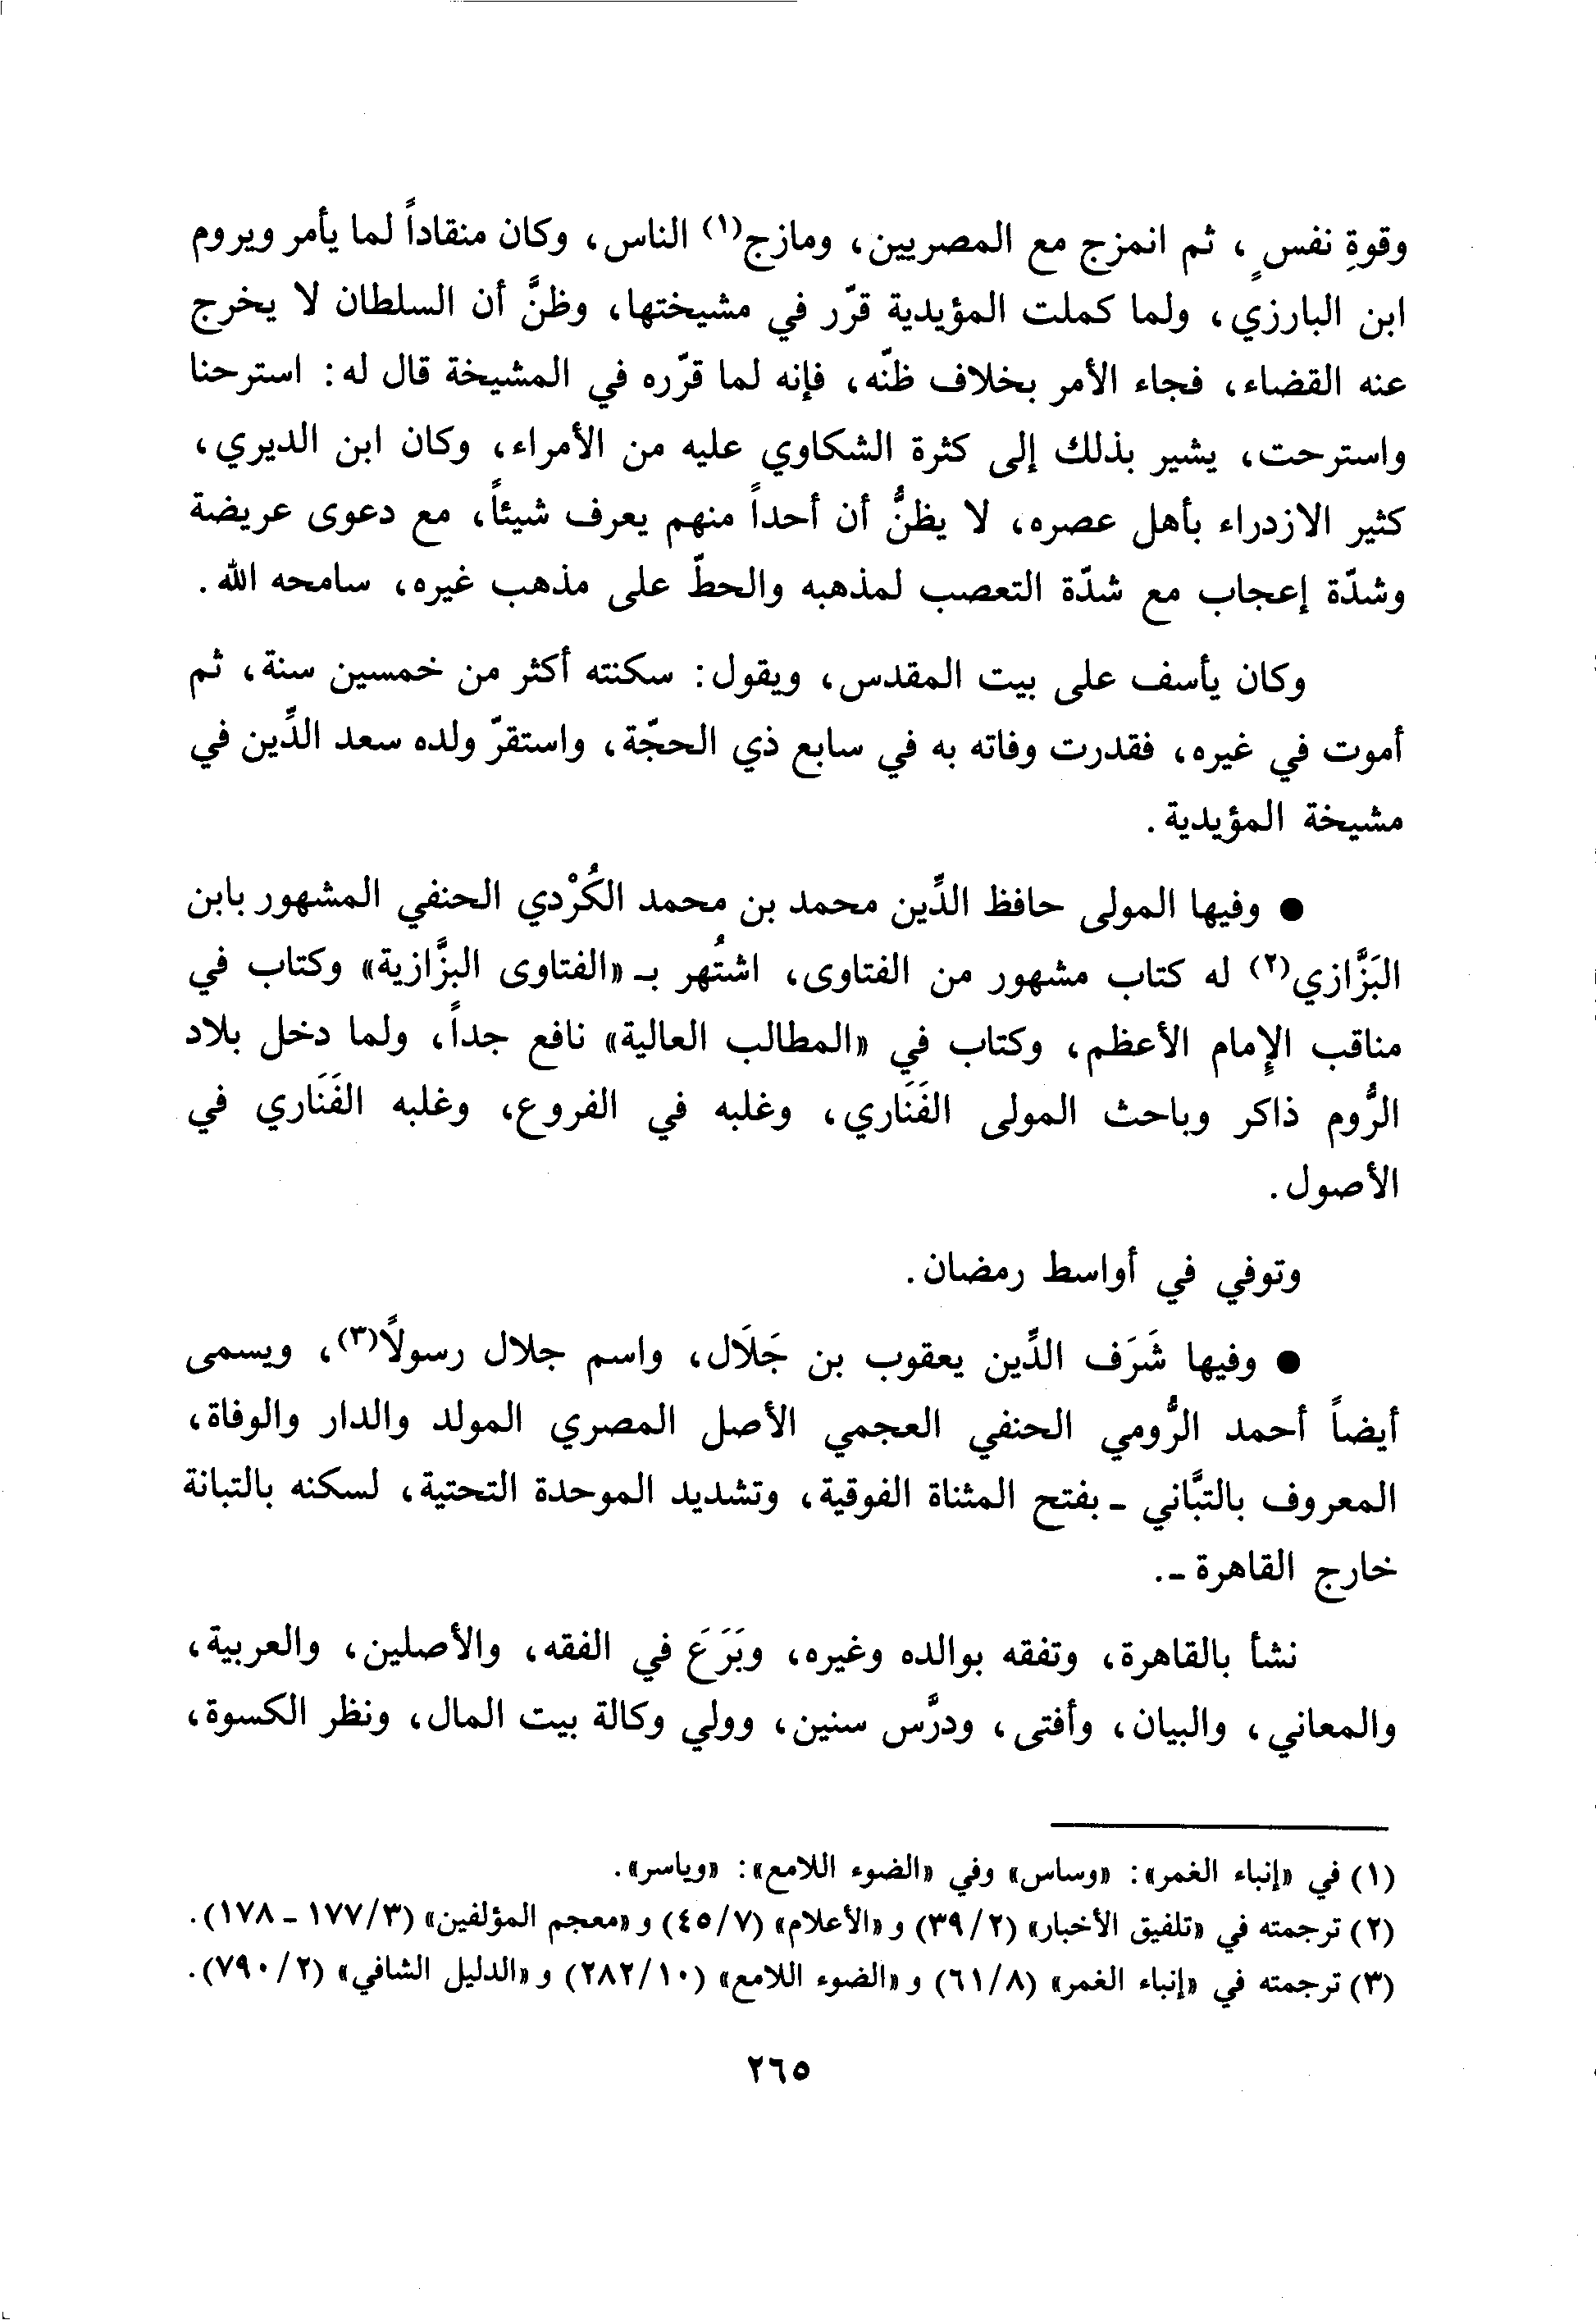 وقوةِ نفسٍ، ثم انمزج مع المصريين، ومازج(١) الناس، وكان منقاداً لما يأمر ويروم
ابن البارزي، ولما كملت المؤيدية قرّر في مشيختها، وظنَّ أن السلطان لا يخرج
عنه القضاء، فجاء الأمر بخلاف ظنّه، فإنه لما قرّره في المشيخة قال له: استرحنا
واسترحت، يشير بذلك إلى كثرة الشكاوي عليه من الأمراء، وكان ابن الديري،
كثير الازدراء بأهل عصره، لا يظنُّ أن أحداً منهم يعرف شيئاً، مع دعوى عريضة
وشدّة إعجاب مع شدّة التعصب لمذهبه والحطّ على مذهب غيره، سامحه الله.
وكان يأسف على بيت المقدس، ويقول: سكنته أكثر من خمسين سنة، ثم
أموت في غيره، فقدرت وفاته به في سابع ذي الحجّة، واستقرّ ولده سعد الدِّين في
مشيخة المؤيدية.
● وفيها المولى حافظ الدِّين محمد بن محمد الكُرْدي الحنفي المشهور بابن
البَزَّازي(٢) له كتاب مشهور من الفتاوى، اشتُهر بـ «الفتاوى البزَّازية» وكتاب في
مناقب الإمام الأعظم، وكتاب في «المطالب العالية» نافع جداً، ولما دخل بلاد
الرُّوم ذاكر وباحث المولى الفَنَاري، وغلبه في الفروع، وغلبه الفَنَاري في
الأصول.
وتوفي في أواسط رمضان.
● وفيها شَرَف الدِّين يعقوب بن جَلَال، واسم جلال رسولًا(٣)، ويسمى
أيضاً أحمد الرُّومي الحنفي العجمي الأصل المصري المولد والدار والوفاة،
المعروف بالتبَّاني - بفتح المثناة الفوقية، وتشديد الموحدة التحتية، لسكنه بالتبانة
خارج القاهرة -.
نشأ بالقاهرة، وتفقه بوالده وغيره، وبَرَعَ في الفقه، والأصلين، والعربية،
والمعاني، والبيان، وأفتى، ودرَّس سنين، وولي وكالة بيت المال، ونظر الكسوة،
(١) في «إنباء الغمر»: «وساس» وفي «الضوء اللامع»: «وياسر».
(٢) ترجمته في «تلفيق الأخبار» (٣٩/٢) و «الأعلام» (٤٥/٧) و «معجم المؤلفين» (١٧٧/٣ - ١٧٨).
(٣) ترجمته في «إنباء الغمر» (٦١/٨) و «الضوء اللامع» (٢٨٢/١٠) و «الدليل الشافي» (٧٩٠/٢).
٢٦٥